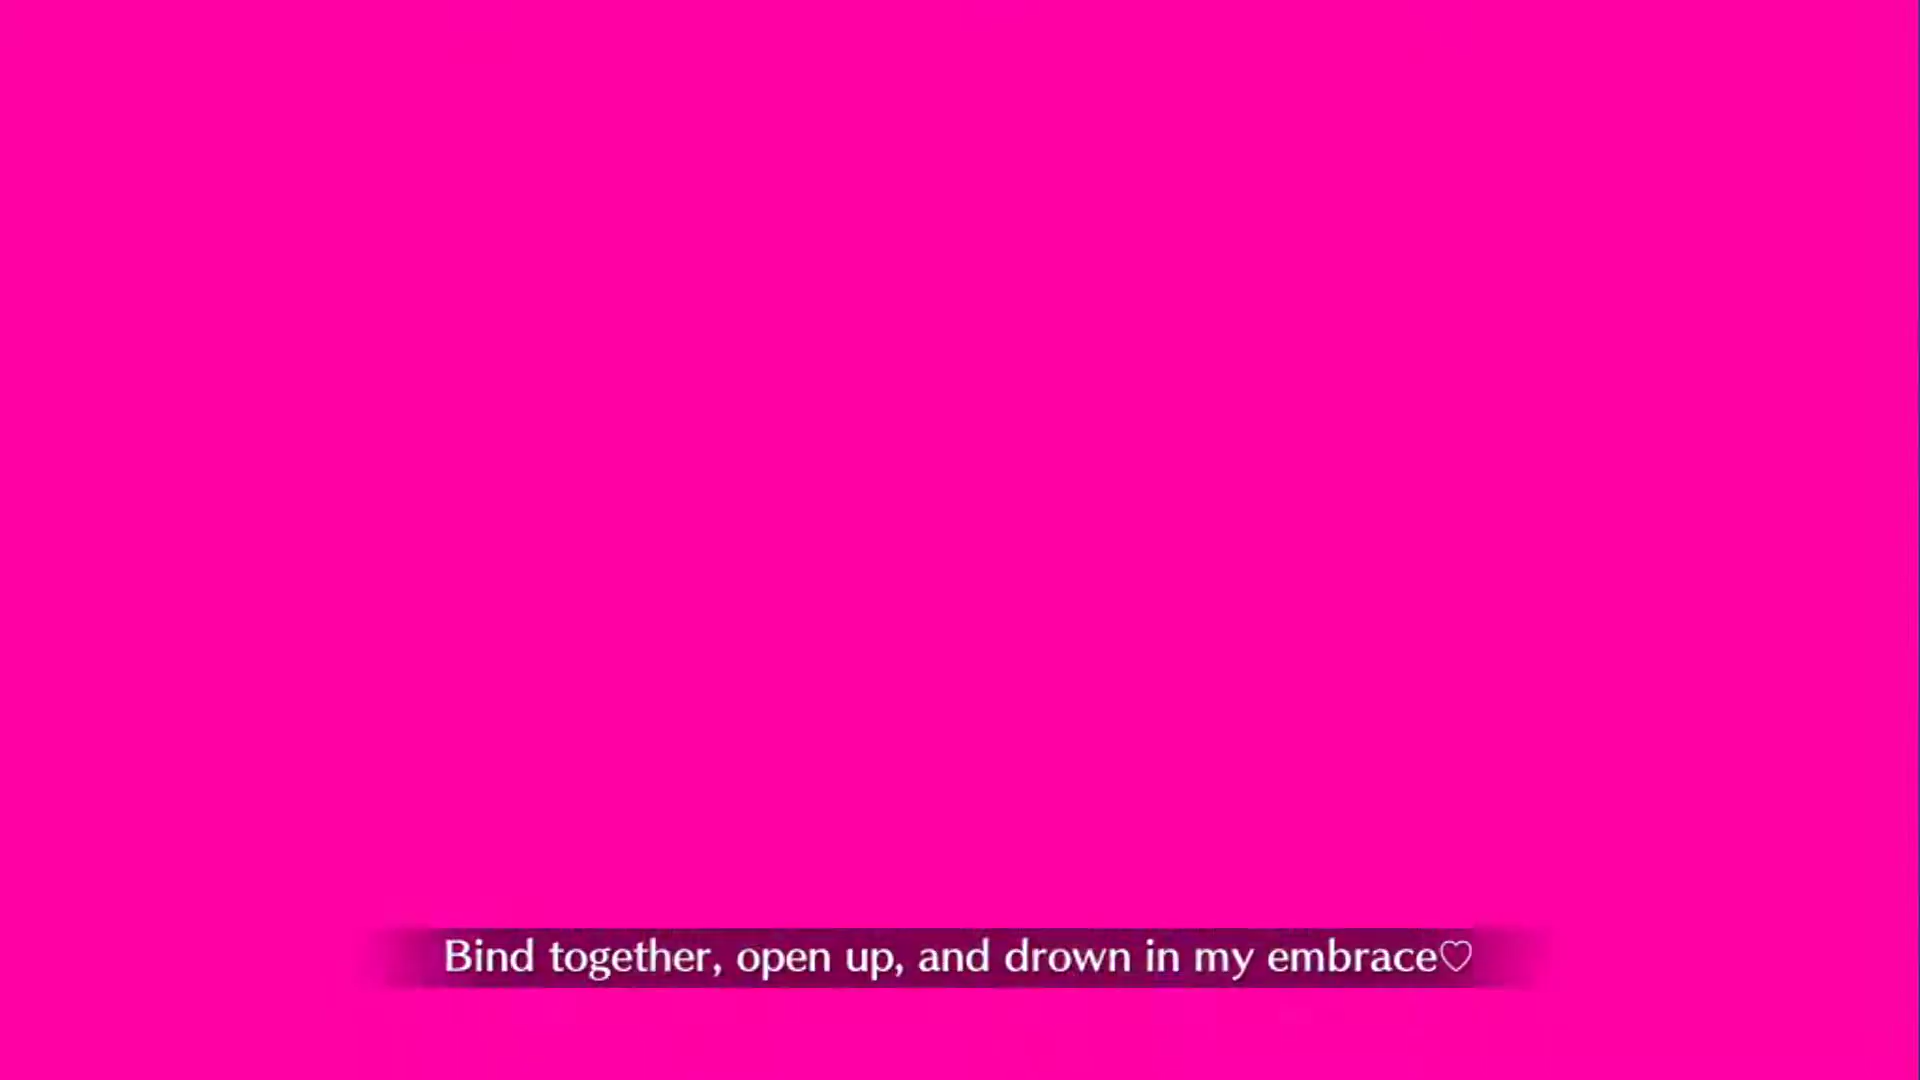 Bind together, open up, and drown in my embrace♡